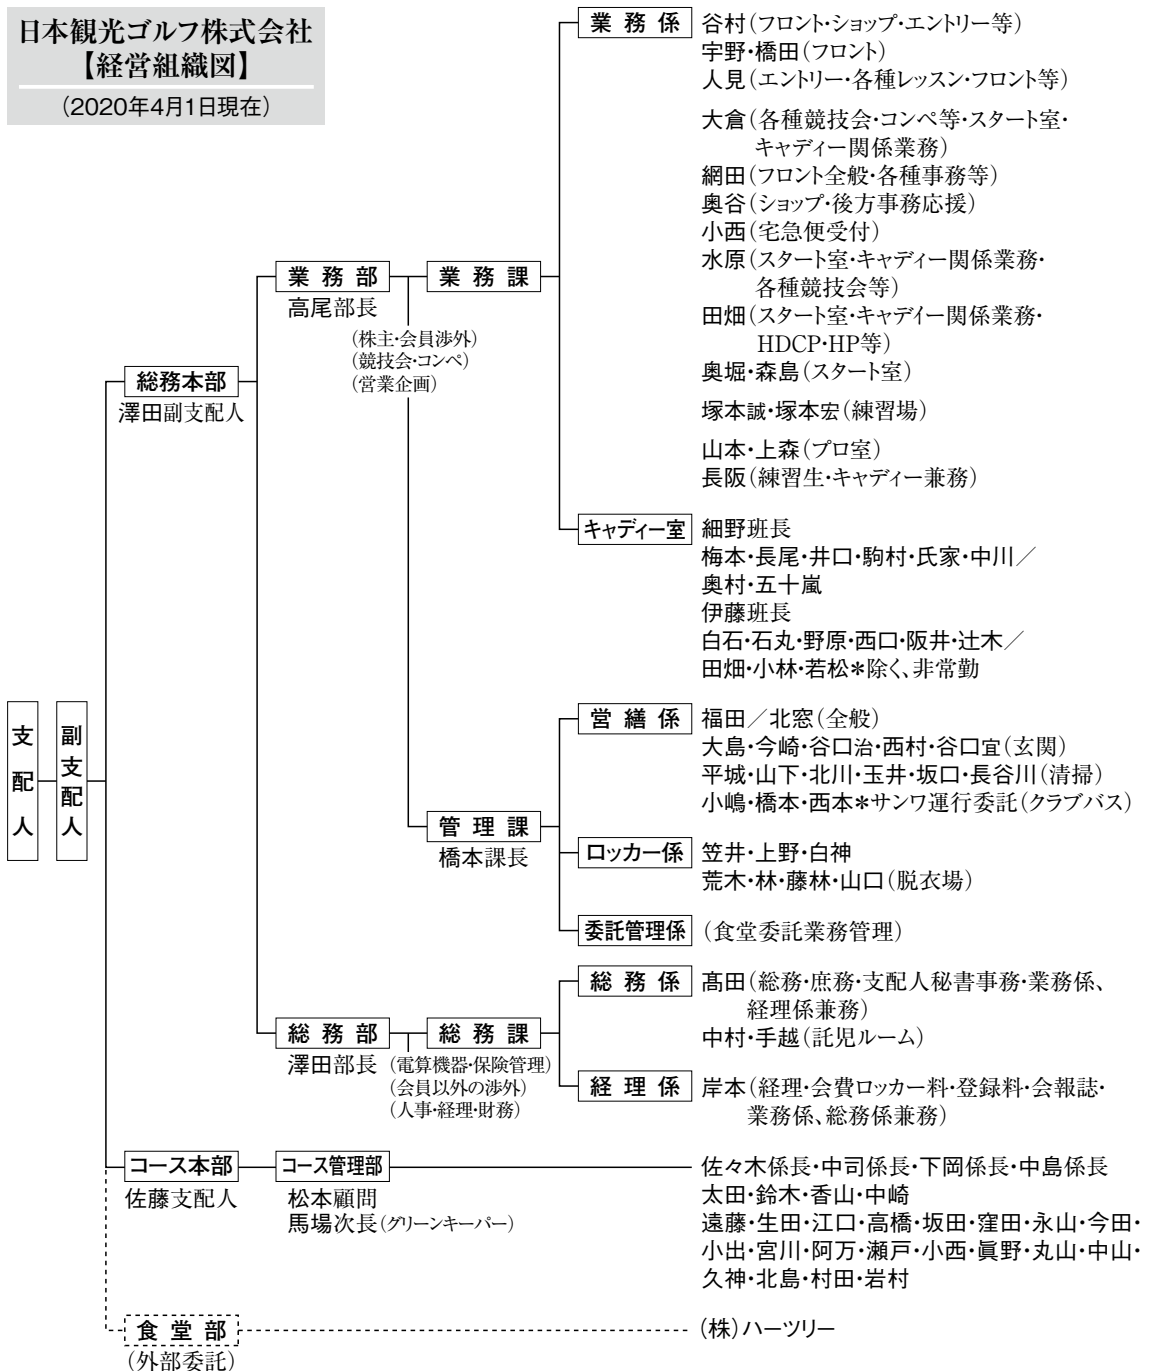 日本観光ゴルフ株式会社
【経営組織図】
(2020年4月1日現在)
支配人
副支配人
総務本部
澤田副支配人
業務部
高尾部長
(株主・会員渉外)
(競技会・コンペ)
(営業企画)
業務課
業務係
谷村(フロント・ショップ・エントリー等)
宇野・橋田(フロント)
人見(エントリー・各種レッスン・フロント等)
大倉(各種競技会・コンペ等・スタート室・
キャディー関係業務)
網田(フロント全般・各種事務等)
奥谷(ショップ・後方事務応援)
小西(宅急便受付)
水原(スタート室・キャディー関係業務・
各種競技会等)
田畑(スタート室・キャディー関係業務・
HDCP・HP等)
奥堀・森島(スタート室)
塚本誠・塚本宏(練習場)
山本・上森(プロ室)
長阪(練習生・キャディー兼務)
キャディー室
細野班長
梅本・長尾・井口・駒村・氏家・中川／
奥村・五十嵐
伊藤班長
白石・石丸・野原・西口・阪井・辻木／
田畑・小林・若松*除く、非常勤
管理課
橋本課長
営繕係
福田／北窓(全般)
大島・今崎・谷口治・西村・谷口宜(玄関)
平城・山下・北川・玉井・坂口・長谷川(清掃)
小嶋・橋本・西本*サンワ運行委託(クラブバス)
ロッカー係
笠井・上野・白神
荒木・林・藤林・山口(脱衣場)
委託管理係
(食堂委託業務管理)
総務部
澤田部長
(電算機器・保険管理)
(会員以外の渉外)
(人事・経理・財務)
総務課
総務係
髙田(総務・庶務・支配人秘書事務・業務係、
経理係兼務)
中村・手越(託児ルーム)
経理係
岸本(経理・会費ロッカー料・登録料・会報誌・
業務係、総務係兼務)
コース本部
佐藤支配人
コース管理部
松本顧問
馬場次長(グリーンキーパー)
佐々木係長・中司係長・下岡係長・中島係長
太田・鈴木・香山・中崎
遠藤・生田・江口・高橋・坂田・窪田・永山・今田・
小出・宮川・阿万・瀬戸・小西・眞野・丸山・中山・
久神・北島・村田・岩村
食堂部
(外部委託)
(株)ハーツリー